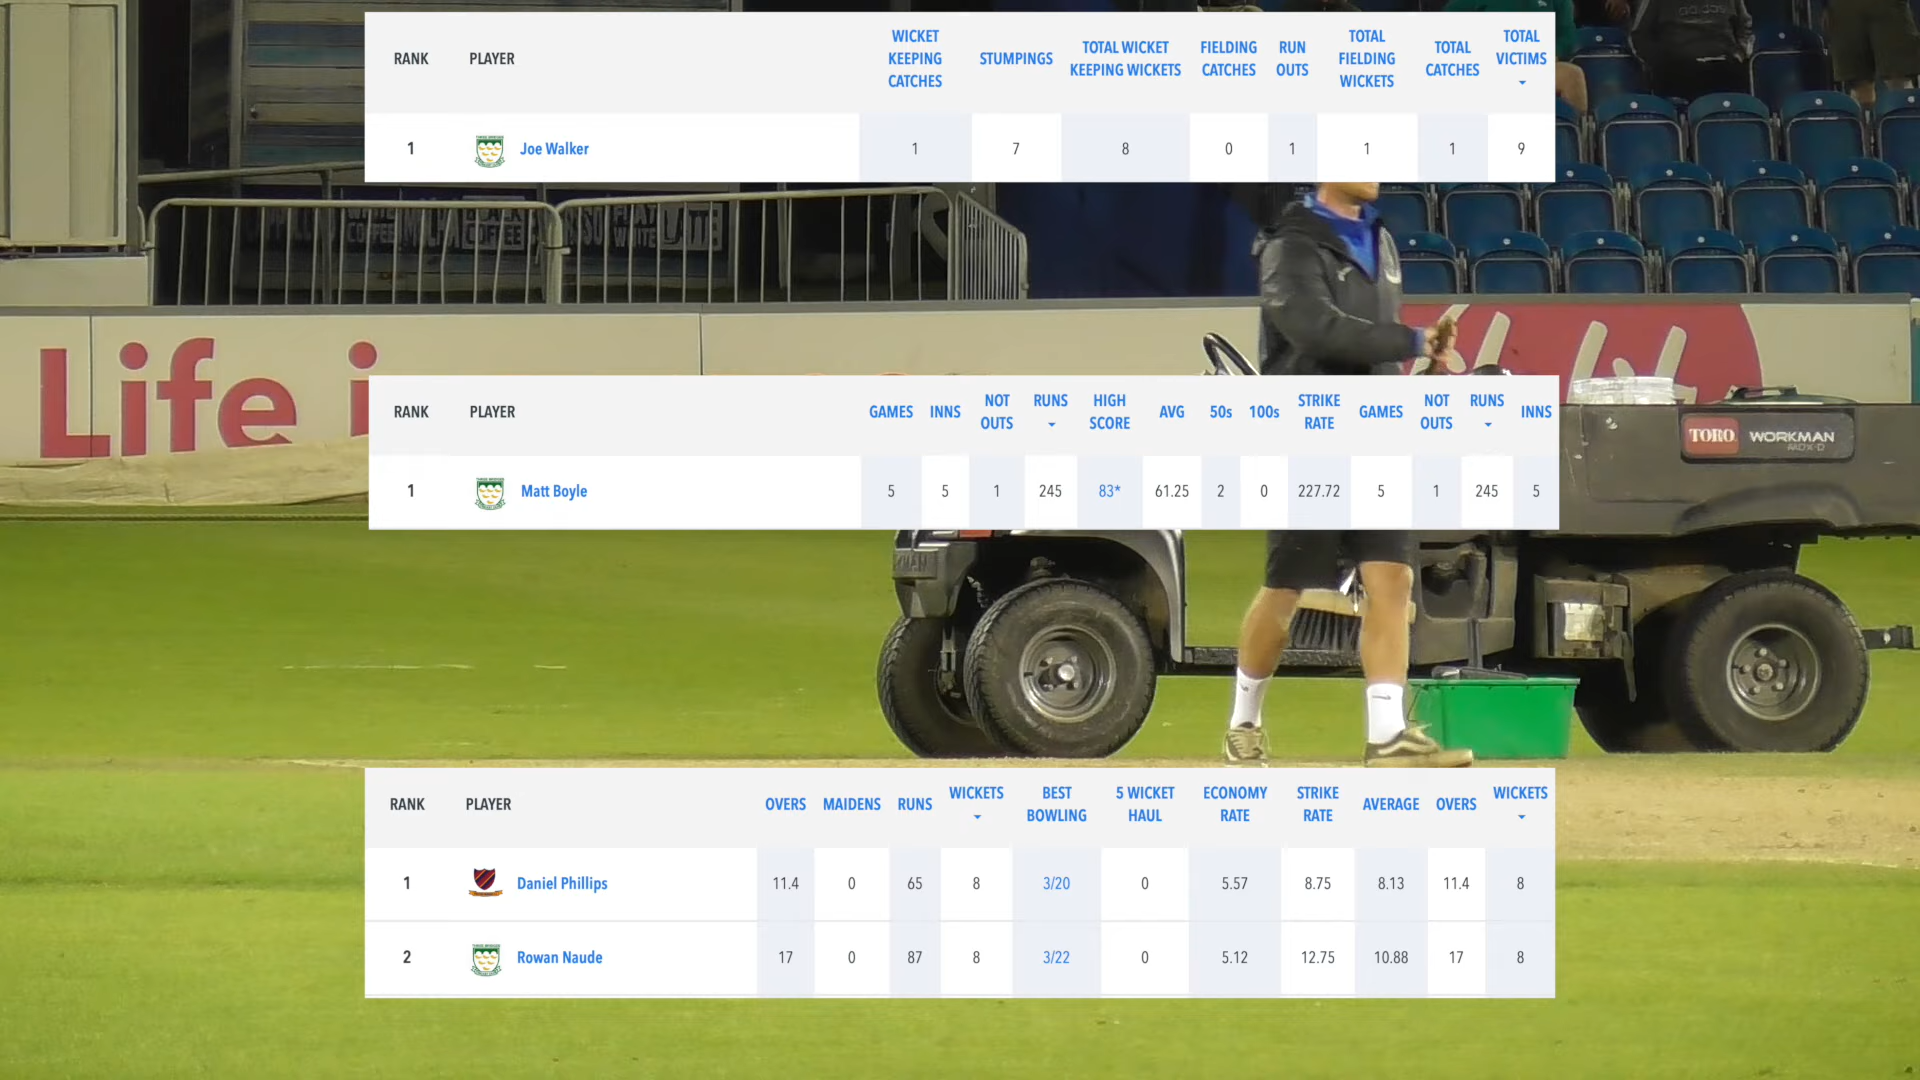 RANK PLAYER WICKET KEEPING CATCHES STUMPINGS TOTAL WICKET KEEPING WICKETS FIELDING CATCHES RUN OUTS TOTAL FIELDING WICKETS TOTAL CATCHES TOTAL VICTIMS
1 Joe Walker 1 7 8 0 1 1 1 9
COFFEE COFFEE FLAT WHITE LATTE
Life i
RANK PLAYER GAMES INNS NOT OUTS RUNS HIGH SCORE AVG 50s 100s STRIKE RATE GAMES NOT OUTS RUNS INNS
1 Matt Boyle 5 5 1 245 83* 61.25 2 0 227.72 5 1 245 5
TORO WORKMAN
MDX-D
RANK PLAYER OVERS MAIDENS RUNS WICKETS BEST BOWLING 5 WICKET HAUL ECONOMY RATE STRIKE RATE AVERAGE OVERS WICKETS
1 Daniel Phillips 11.4 0 65 8 3/20 0 5.57 8.75 8.13 11.4 8
2 Rowan Naude 17 0 87 8 3/22 0 5.12 12.75 10.88 17 8